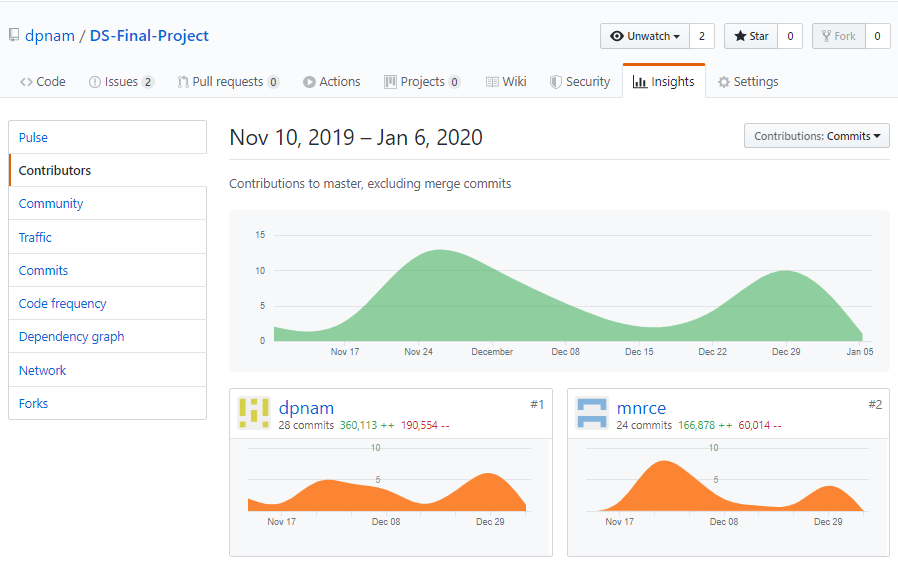 dpnam / DS-Final-Project
Unwatch 2 Star 0 Fork 0
Code Issues 2 Pull requests 0 Actions Projects 0 Wiki Security Insights Settings
Pulse
Contributors
Community
Traffic
Commits
Code frequency
Dependency graph
Network
Forks
Nov 10, 2019 – Jan 6, 2020
Contributions: Commits
Contributions to master, excluding merge commits
15
10
5
0
Nov 17 Nov 24 December Dec 08 Dec 15 Dec 22 Dec 29 Jan 05
dpnam #1
28 commits 360,113 ++ 190,554 --
10
5
Nov 17 Dec 08 Dec 29
mnrce #2
24 commits 166,878 ++ 60,014 --
10
5
Nov 17 Dec 08 Dec 29